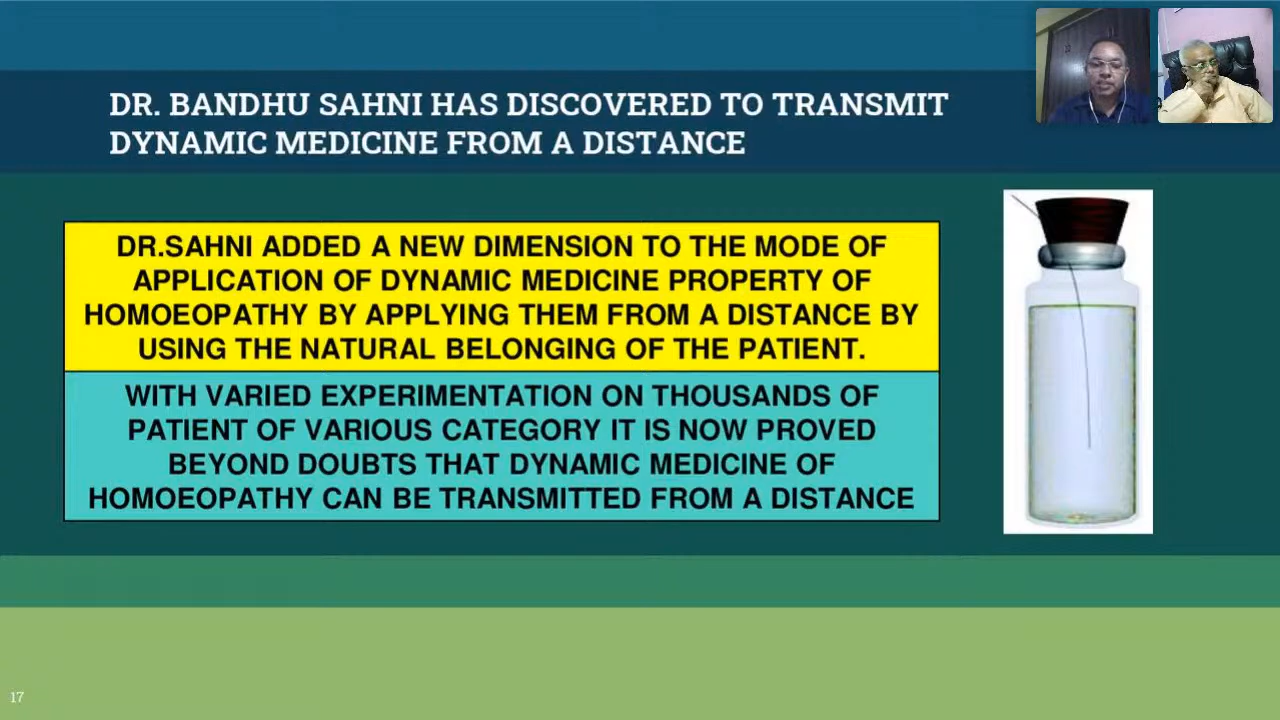 DR. BANDHU SAHNI HAS DISCOVERED TO TRANSMIT
DYNAMIC MEDICINE FROM A DISTANCE
DR.SAHNI ADDED A NEW DIMENSION TO THE MODE OF
APPLICATION OF DYNAMIC MEDICINE PROPERTY OF
HOMOEOPATHY BY APPLYING THEM FROM A DISTANCE BY
USING THE NATURAL BELONGING OF THE PATIENT.
WITH VARIED EXPERIMENTATION ON THOUSANDS OF
PATIENT OF VARIOUS CATEGORY IT IS NOW PROVED
BEYOND DOUBTS THAT DYNAMIC MEDICINE OF
HOMOEOPATHY CAN BE TRANSMITTED FROM A DISTANCE
17